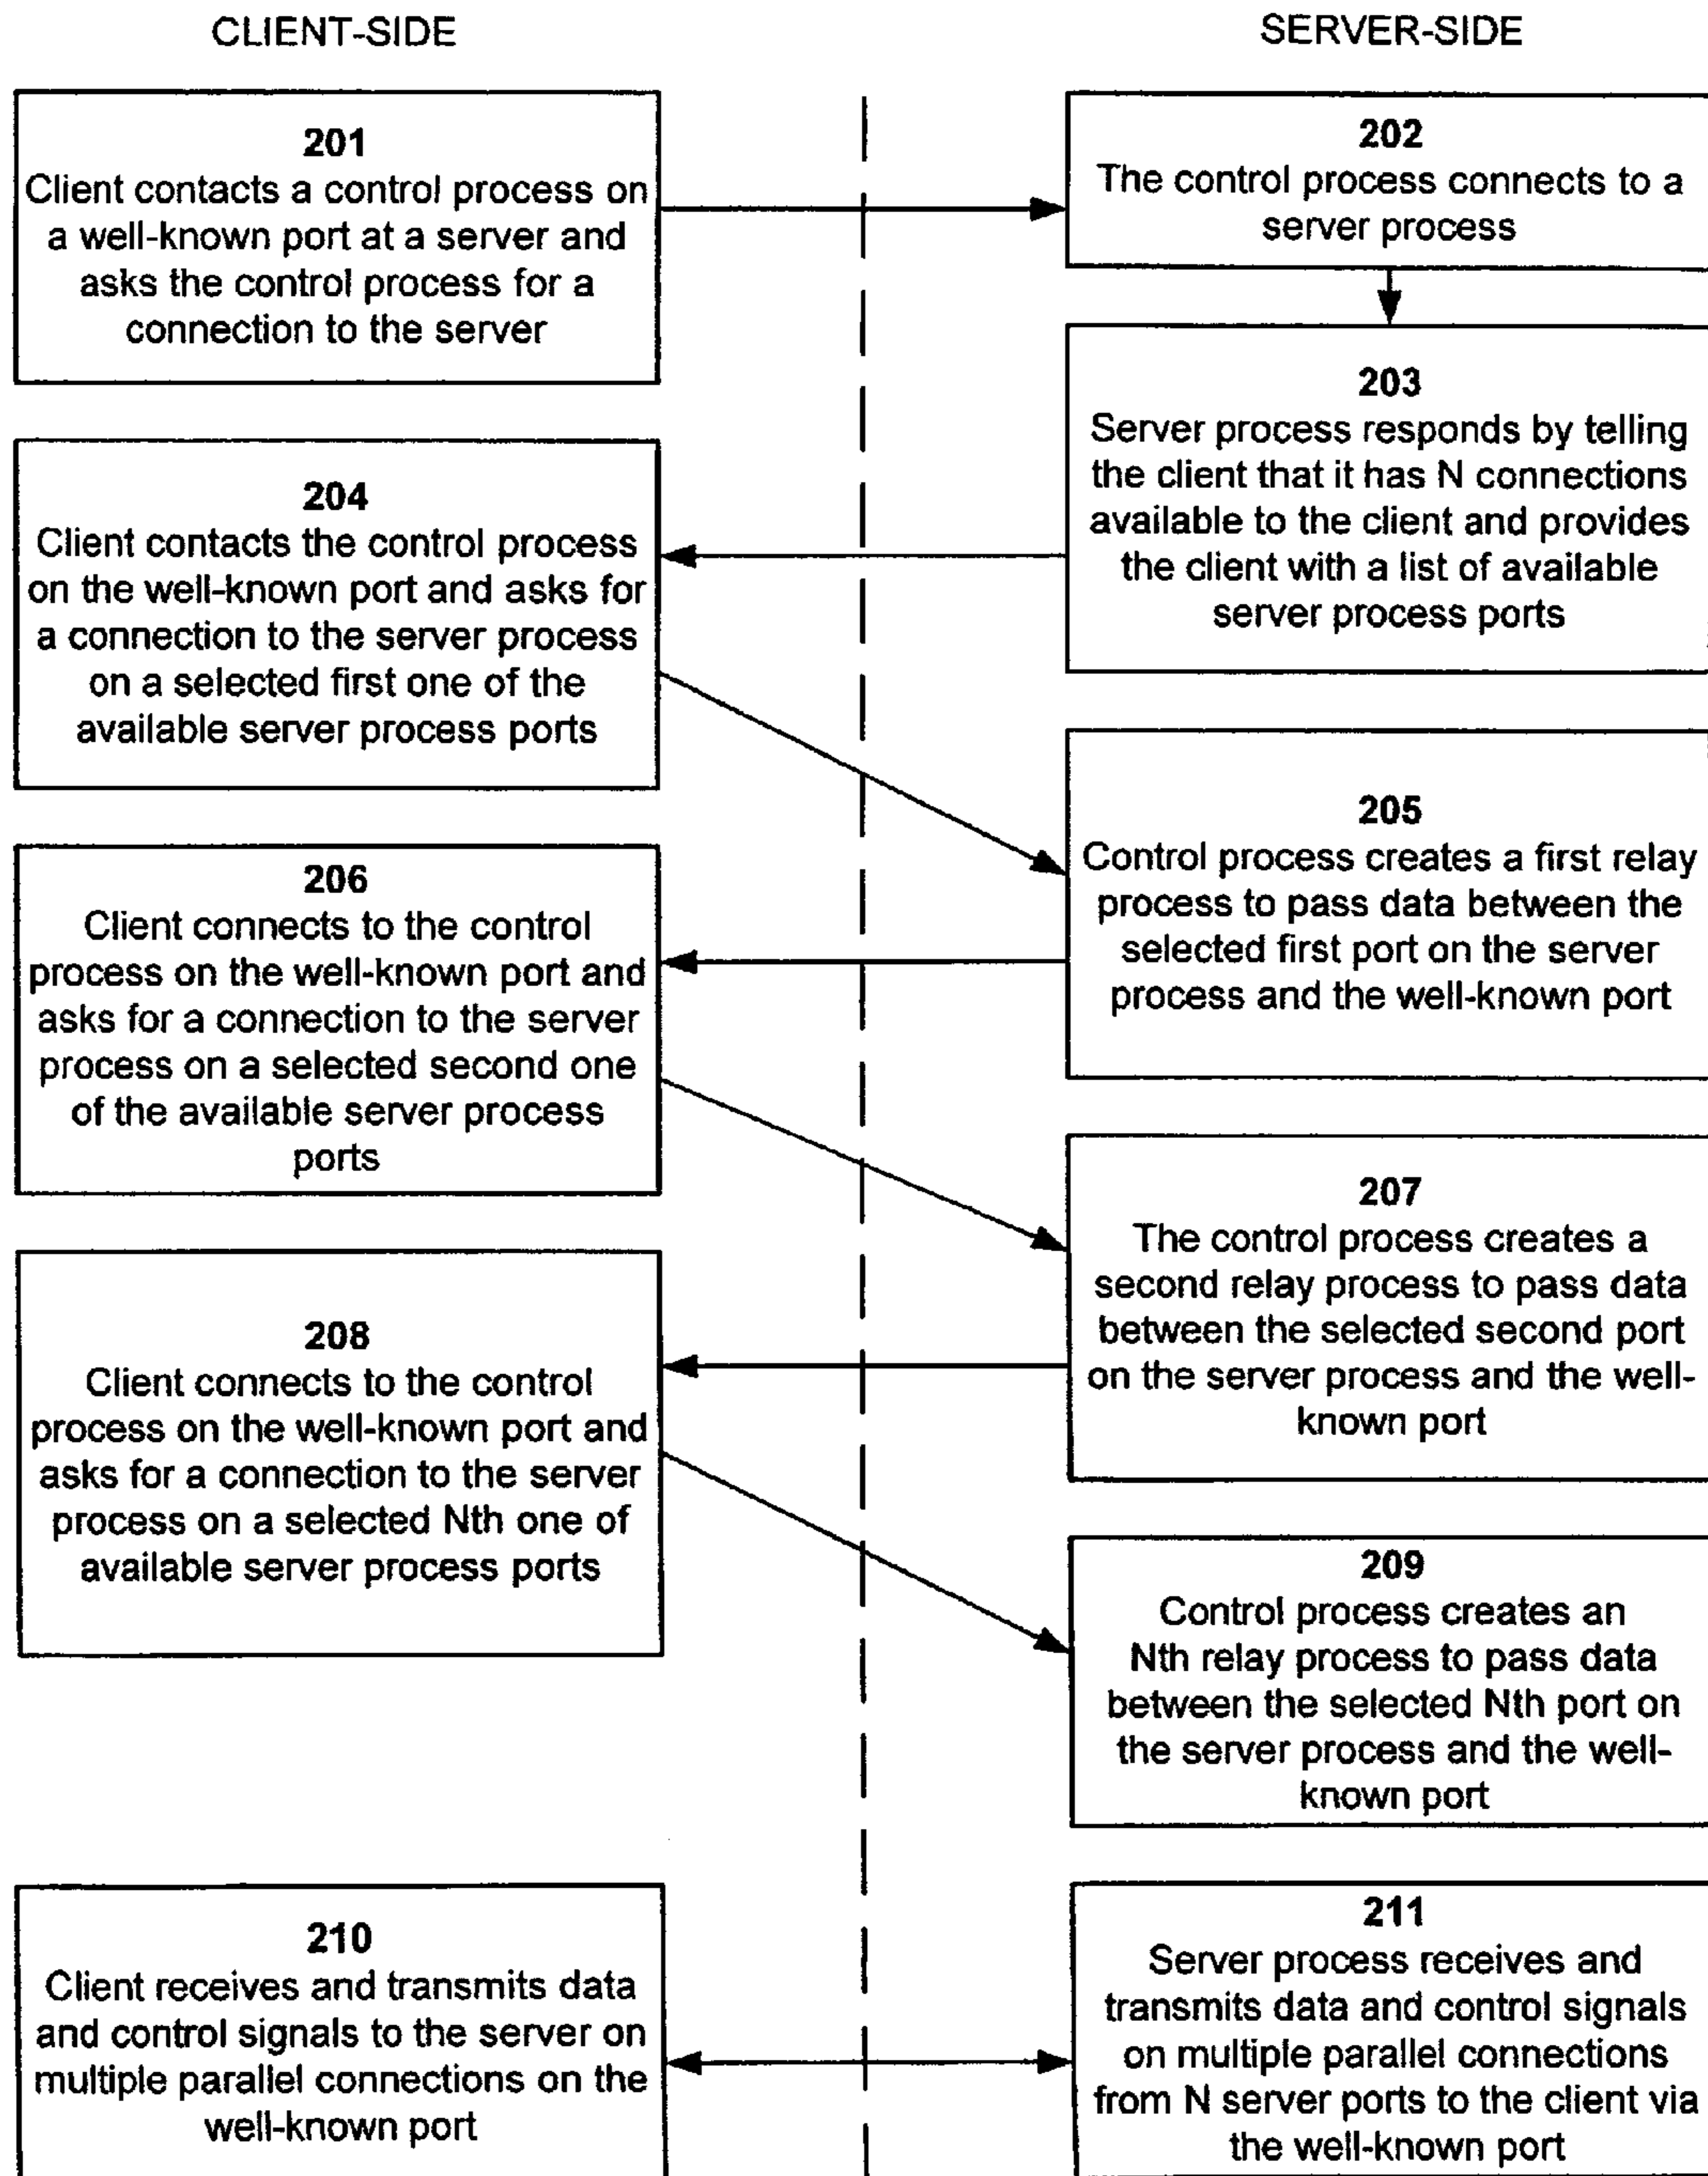 CLIENT-SIDE
SERVER-SIDE
201
Client contacts a control process on
a well-known port at a server and
asks the control process for a
connection to the server
202
The control process connects to a
server process
203
Server process responds by telling
the client that it has N connections
available to the client and provides
the client with a list of available
server process ports
204
Client contacts the control process
on the well-known port and asks for
a connection to the server process
on a selected first one of the
available server process ports
205
Control process creates a first relay
process to pass data between the
selected first port on the server
process and the well-known port
206
Client connects to the control
process on the well-known port and
asks for a connection to the server
process on a selected second one
of the available server process
ports
207
The control process creates a
second relay process to pass data
between the selected second port
on the server process and the well-
known port
208
Client connects to the control
process on the well-known port and
asks for a connection to the server
process on a selected Nth one of
available server process ports
209
Control process creates an
Nth relay process to pass data
between the selected Nth port on
the server process and the well-
known port
210
Client receives and transmits data
and control signals to the server on
multiple parallel connections on the
well-known port
211
Server process receives and
transmits data and control signals
on multiple parallel connections
from N server ports to the client via
the well-known port